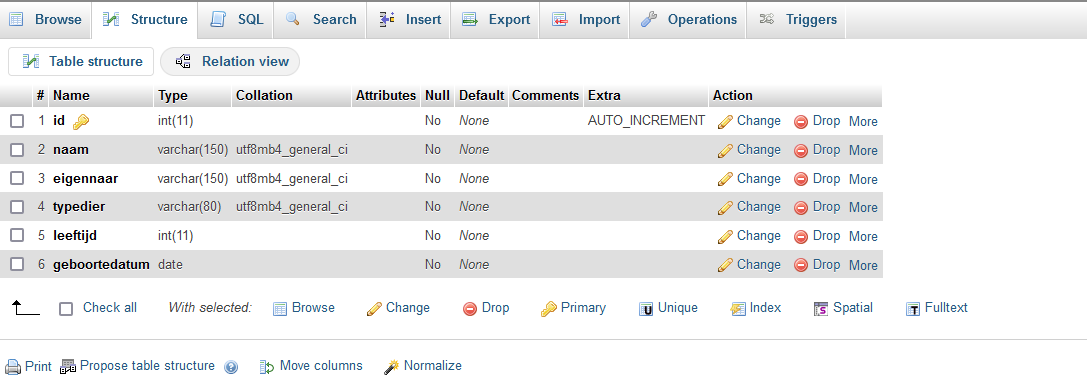 Browse Structure SQL Search Insert Export Import Operations Triggers
Table structure Relation view
# Name Type Collation Attributes Null Default Comments Extra Action
1 id int(11) No None AUTO_INCREMENT Change Drop More
2 naam varchar(150) utf8mb4_general_ci No None Change Drop More
3 eigennaar varchar(150) utf8mb4_general_ci No None Change Drop More
4 typedier varchar(80) utf8mb4_general_ci No None Change Drop More
5 leeftijd int(11) No None Change Drop More
6 geboortedatum date No None Change Drop More
Check all With selected: Browse Change Drop Primary Unique Index Spatial Fulltext
Print Propose table structure Move columns Normalize